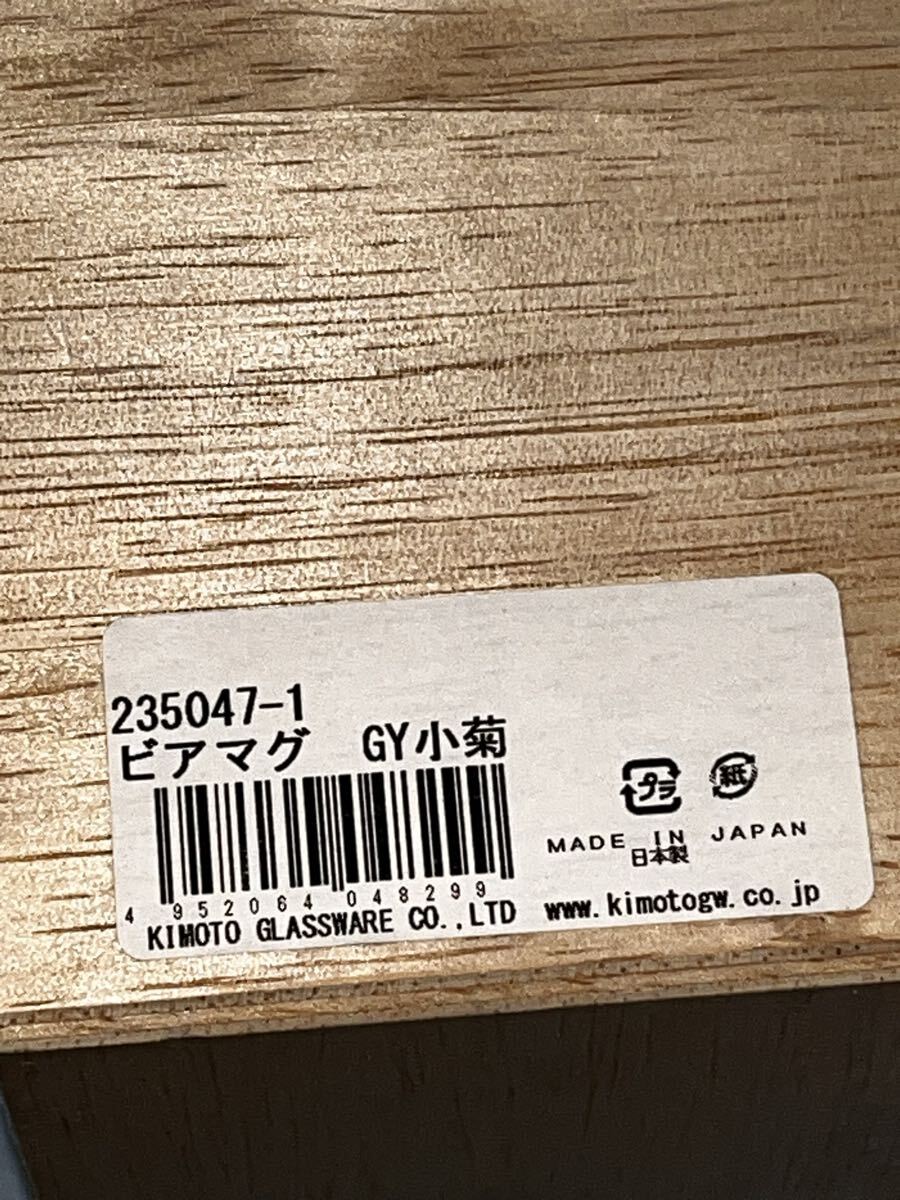 235047-1
ビアマグ　GY小菊
プラ 紙
MADE IN JAPAN
日本製
4 952064 048299
KIMOTO GLASSWARE CO.,LTD
www.kimotogw.co.jp